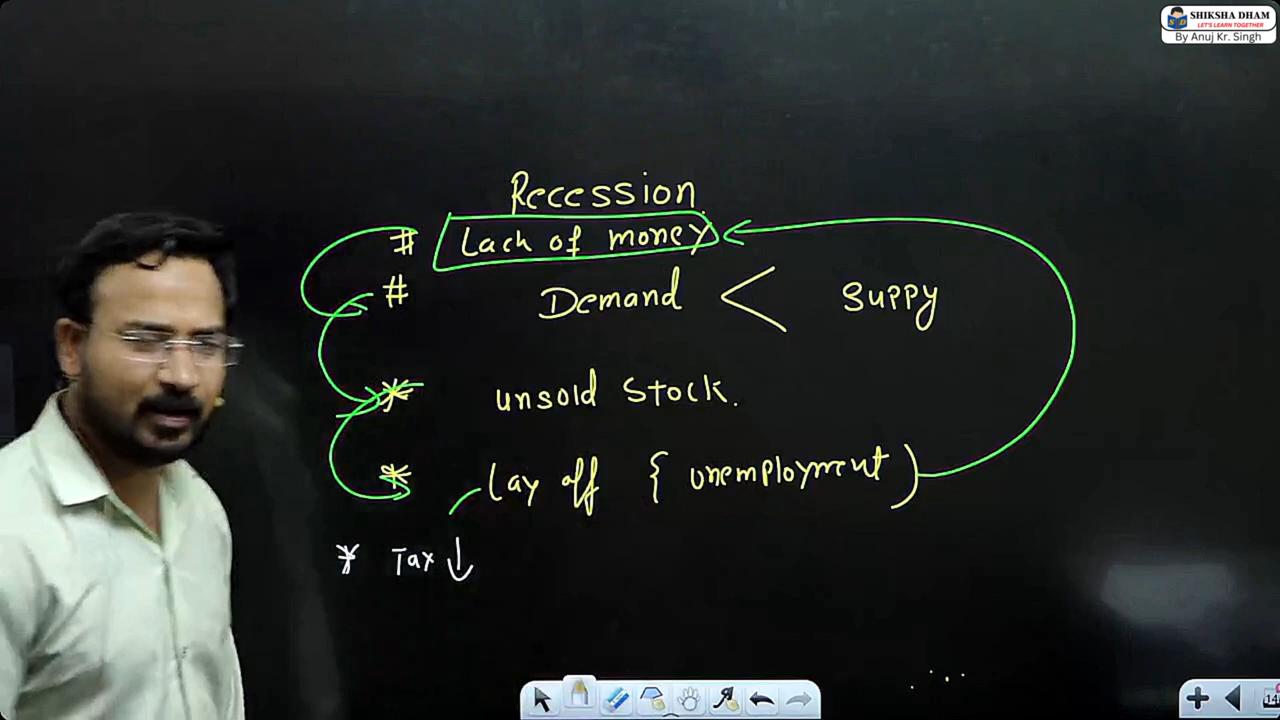 SHIKSHA DHAM
LET'S LEARN TOGETHER
By Anuj Kr. Singh
Recession
# Lack of money
# Demand < Suppy
* unsold stock.
* Lay off { unemployment )
* Tax ↓